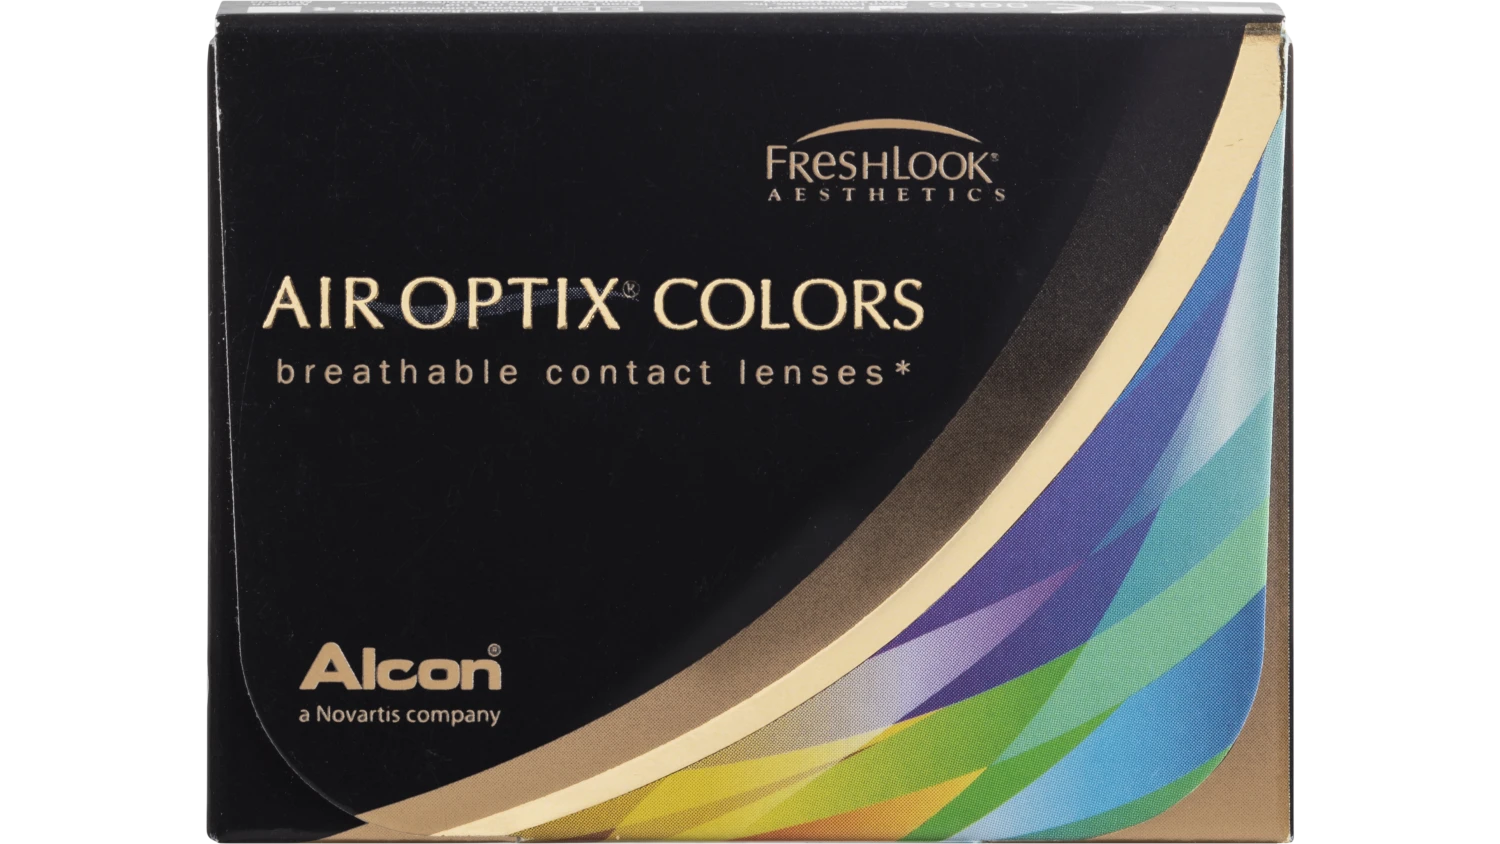 FRESHLOOK®
AESTHETICS
AIR OPTIX® COLORS
breathable contact lenses*
Alcon®
a Novartis company